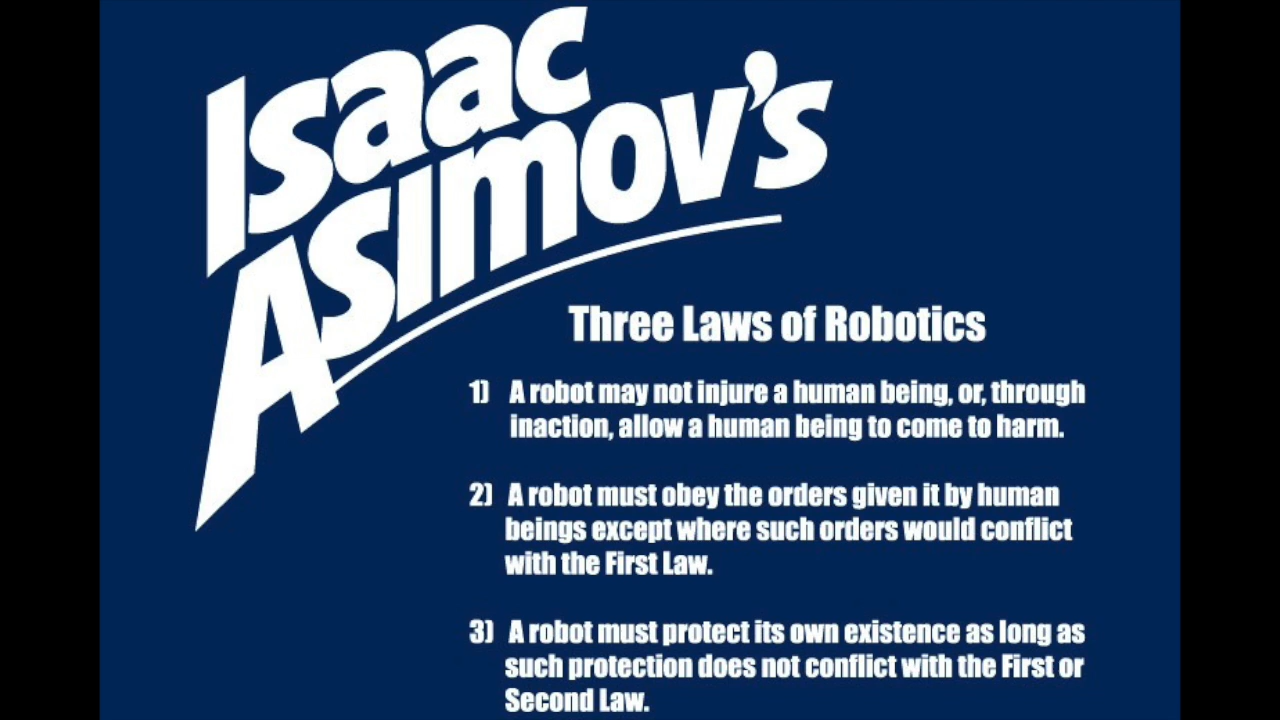 Isaac
Asimov's
Three Laws of Robotics
1) A robot may not injure a human being, or, through
inaction, allow a human being to come to harm.
2) A robot must obey the orders given it by human
beings except where such orders would conflict
with the First Law.
3) A robot must protect its own existence as long as
such protection does not conflict with the First or
Second Law.